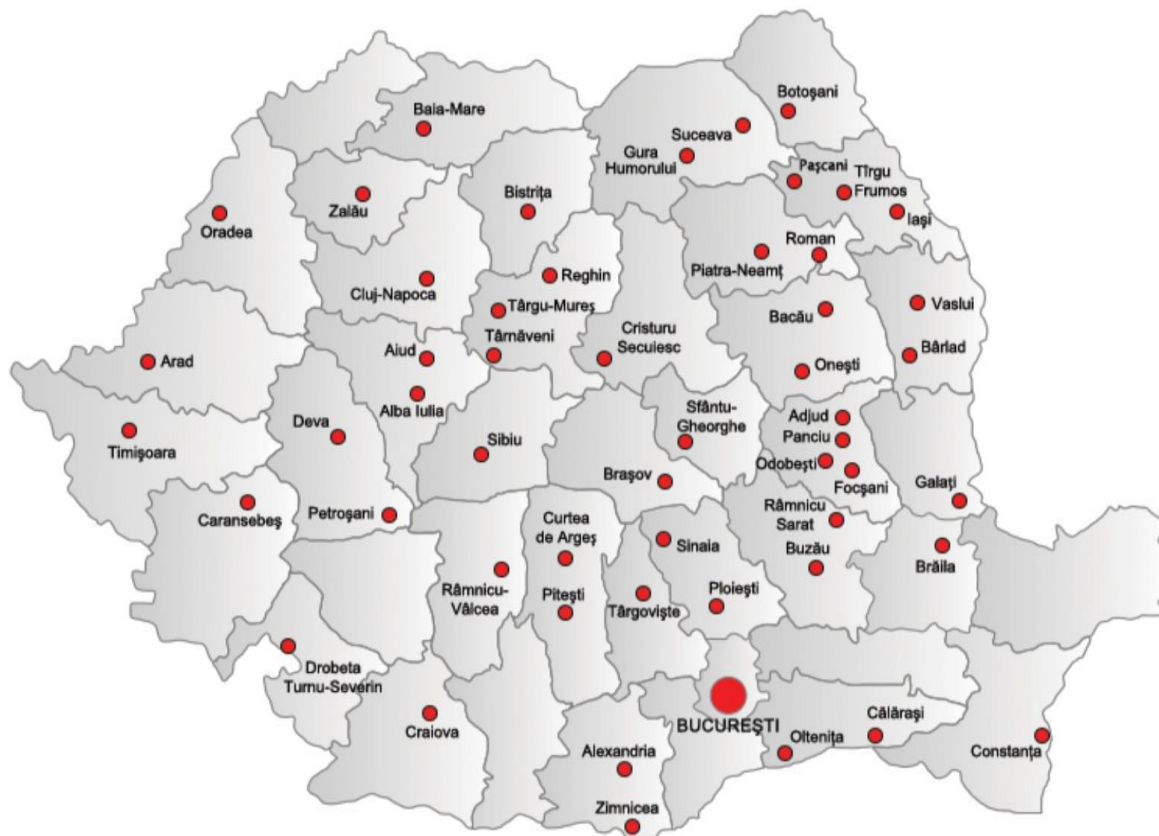 Botoşani
Baia-Mare
Suceava
Gura
Humorului
Paşcani
Tîrgu
Frumos
Iaşi
Bistriţa
Zalău
Oradea
Roman
Piatra-Neamţ
Reghin
Cluj-Napoca
Târgu-Mureş
Vaslui
Bacău
Cristuru
Secuiesc
Târnăveni
Aiud
Arad
Bârlad
Oneşti
Alba Iulia
Sfântu-
Gheorghe
Adjud
Deva
Panciu
Sibiu
Timişoara
Odobeşti
Braşov
Focşani
Galaţi
Caransebeş
Petroşani
Curtea
de Argeş
Râmnicu
Sarat
Sinaia
Buzău
Brăila
Râmnicu-
Vâlcea
Piteşti
Târgovişte
Ploieşti
Drobeta
Turnu-Severin
BUCUREŞTI
Călăraşi
Olteniţa
Constanţa
Craiova
Alexandria
Zimnicea